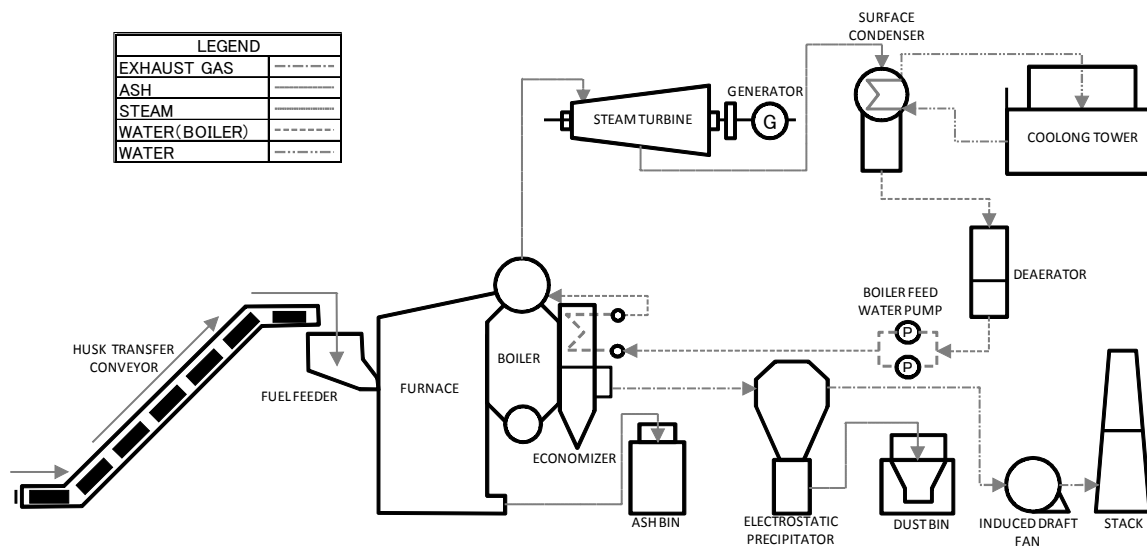 LEGEND
EXHAUST GAS
ASH
STEAM
WATER(BOILER)
WATER
SURFACE
CONDENSER
GENERATOR
STEAM TURBINE
G
COOLONG TOWER
DEAERATOR
BOILER FEED
WATER PUMP
P
P
HUSK TRANSFER
CONVEYOR
FUEL FEEDER
FURNACE
BOILER
ECONOMIZER
ASH BIN
ELECTROSTATIC
PRECIPITATOR
DUST BIN
INDUCED DRAFT
FAN
STACK